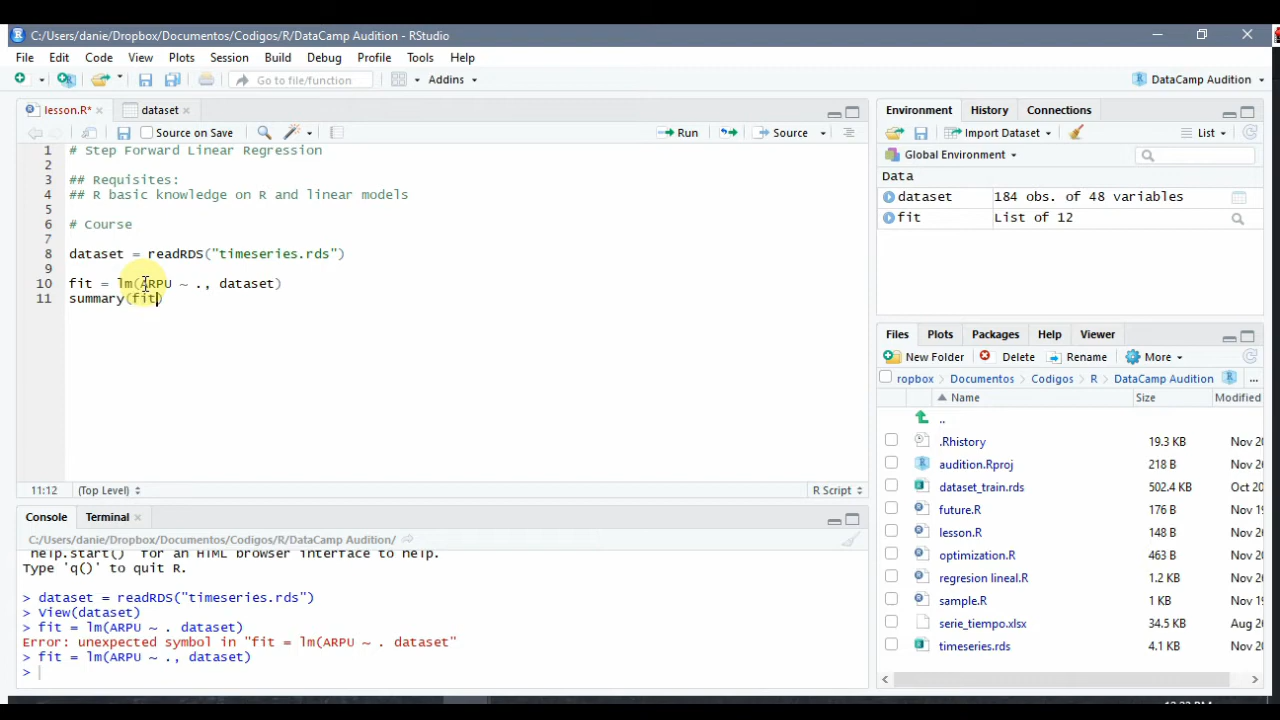 C:/Users/danie/Dropbox/Documentos/Codigos/R/DataCamp Audition - RStudio
File Edit Code View Plots Session Build Debug Profile Tools Help
Go to file/function Addins DataCamp Audition
lesson.R* dataset
Source on Save Run Source
1 # Step Forward Linear Regression
2
3 ## Requisites:
4 ## R basic knowledge on R and linear models
5
6 # Course
7
8 dataset = readRDS("timeseries.rds")
9
10 fit = lm(ARPU ~ ., dataset)
11 summary(fit)
11:12 (Top Level) R Script
Console Terminal
C:/Users/danie/Dropbox/Documentos/Codigos/R/DataCamp Audition/
'help.start()' for an HTML browser interface to help.
Type 'q()' to quit R.
> dataset = readRDS("timeseries.rds")
> View(dataset)
> fit = lm(ARPU ~ . dataset)
Error: unexpected symbol in "fit = lm(ARPU ~ . dataset"
> fit = lm(ARPU ~ ., dataset)
>
Environment History Connections
Import Dataset List
Global Environment
Data
dataset 184 obs. of 48 variables
fit List of 12
Files Plots Packages Help Viewer
New Folder Delete Rename More
ropbox Documentos Codigos R DataCamp Audition ...
Name Size Modified
..
.Rhistory 19.3 KB Nov 20
audition.Rproj 218 B Nov 20
dataset_train.rds 502.4 KB Oct 20
future.R 176 B Nov 19
lesson.R 148 B Nov 20
optimization.R 463 B Nov 20
regresion lineal.R 1.2 KB Nov 20
sample.R 1 KB Nov 20
serie_tiempo.xlsx 34.5 KB Aug 20
timeseries.rds 4.1 KB Nov 20